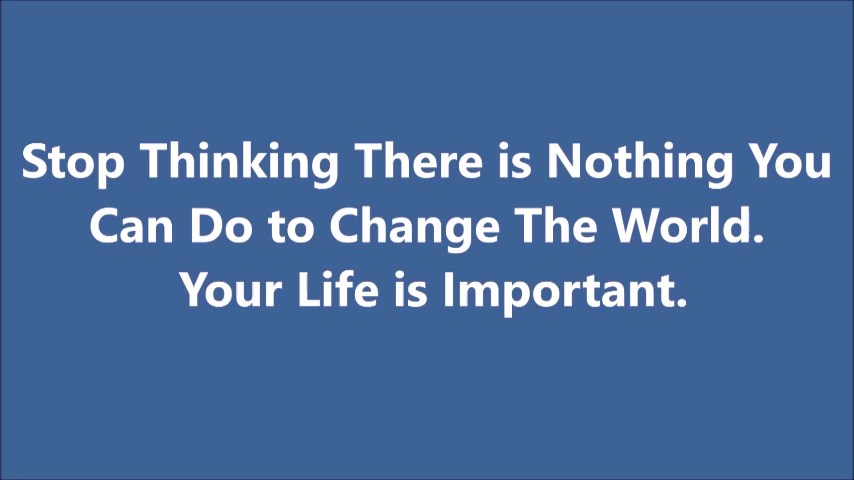 Stop Thinking There is Nothing You
Can Do to Change The World.
Your Life is Important.